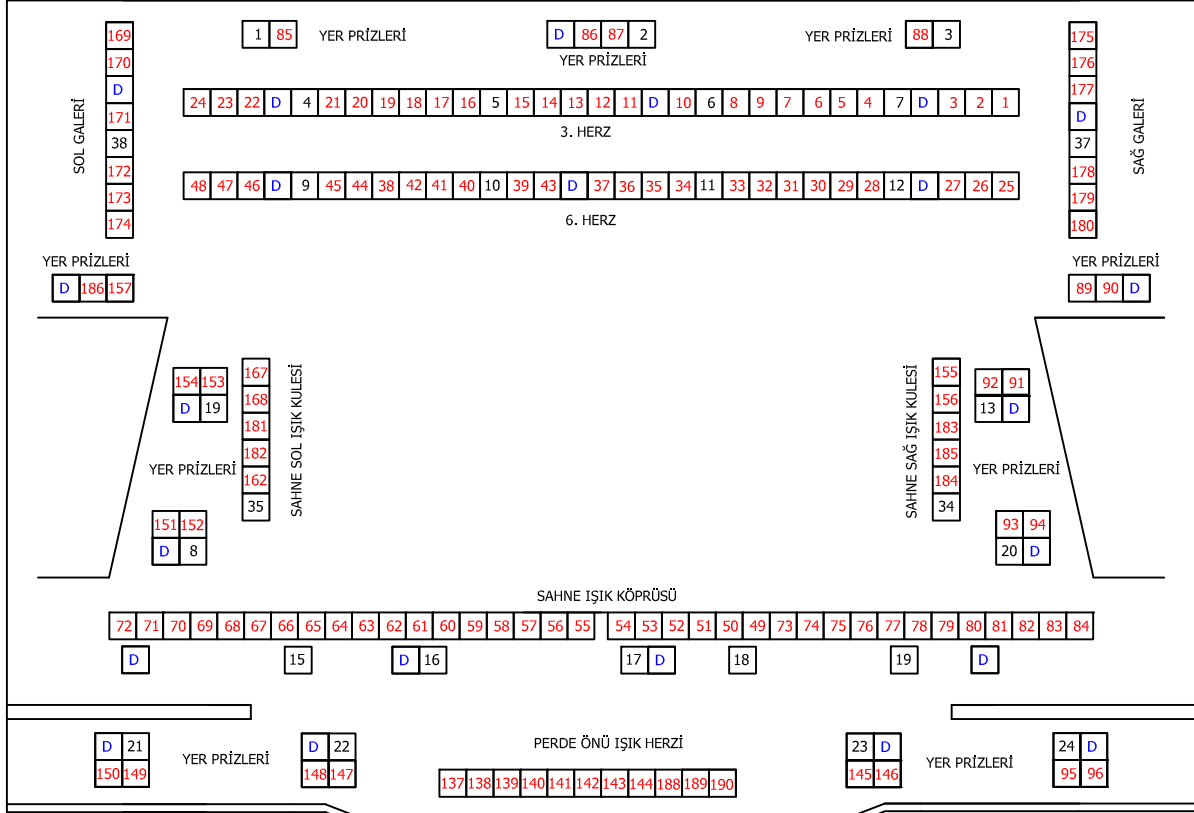 1 85 YER PRİZLERİ
D 86 87 2
YER PRİZLERİ
YER PRİZLERİ 88 3
169
170
D
171
38
172
173
174
SOL GALERİ
175
176
177
D
37
178
179
180
SAĞ GALERİ
24 23 22 D 4 21 20 19 18 17 16 5 15 14 13 12 11 D 10 6 8 9 7 6 5 4 7 D 3 2 1
3. HERZ
48 47 46 D 9 45 44 38 42 41 40 10 39 43 D 37 36 35 34 11 33 32 31 30 29 28 12 D 27 26 25
6. HERZ
YER PRİZLERİ
D 186 157
YER PRİZLERİ
89 90 D
154 153
D 19
YER PRİZLERİ
151 152
D 8
167
168
181
182
162
35
SAHNE SOL IŞIK KULESİ
SAHNE SAĞ IŞIK KULESİ
155
156
183
185
184
34
92 91
13 D
YER PRİZLERİ
93 94
20 D
SAHNE IŞIK KÖPRÜSÜ
72 71 70 69 68 67 66 65 64 63 62 61 60 59 58 57 56 55 54 53 52 51 50 49 73 74 75 76 77 78 79 80 81 82 83 84
D 15 D 16 17 D 18 19 D
D 21
150 149
YER PRİZLERİ
D 22
148 147
PERDE ÖNÜ IŞIK HERZİ
137 138 139 140 141 142 143 144 188 189 190
23 D
145 146
YER PRİZLERİ
24 D
95 96